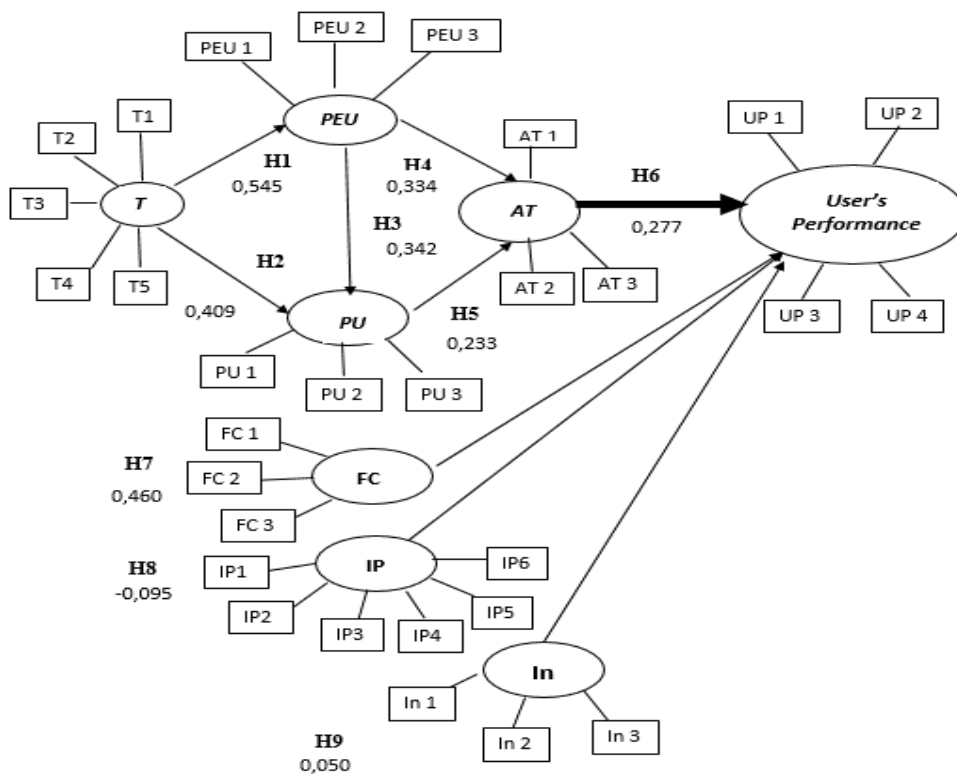 PEU 1
PEU 2
PEU 3
T1
T2
T3
T4
T5
T
PEU
H1
0,545
H4
0,334
AT 1
H6
UP 1
UP 2
AT
0,277
User's
Performance
H2
H3
0,342
0,409
PU
H5
0,233
AT 2
AT 3
UP 3
UP 4
PU 1
PU 2
PU 3
H7
0,460
FC 1
FC 2
FC 3
FC
H8
-0,095
IP1
IP
IP6
IP2
IP3
IP4
IP5
In
In 1
In 2
In 3
H9
0,050